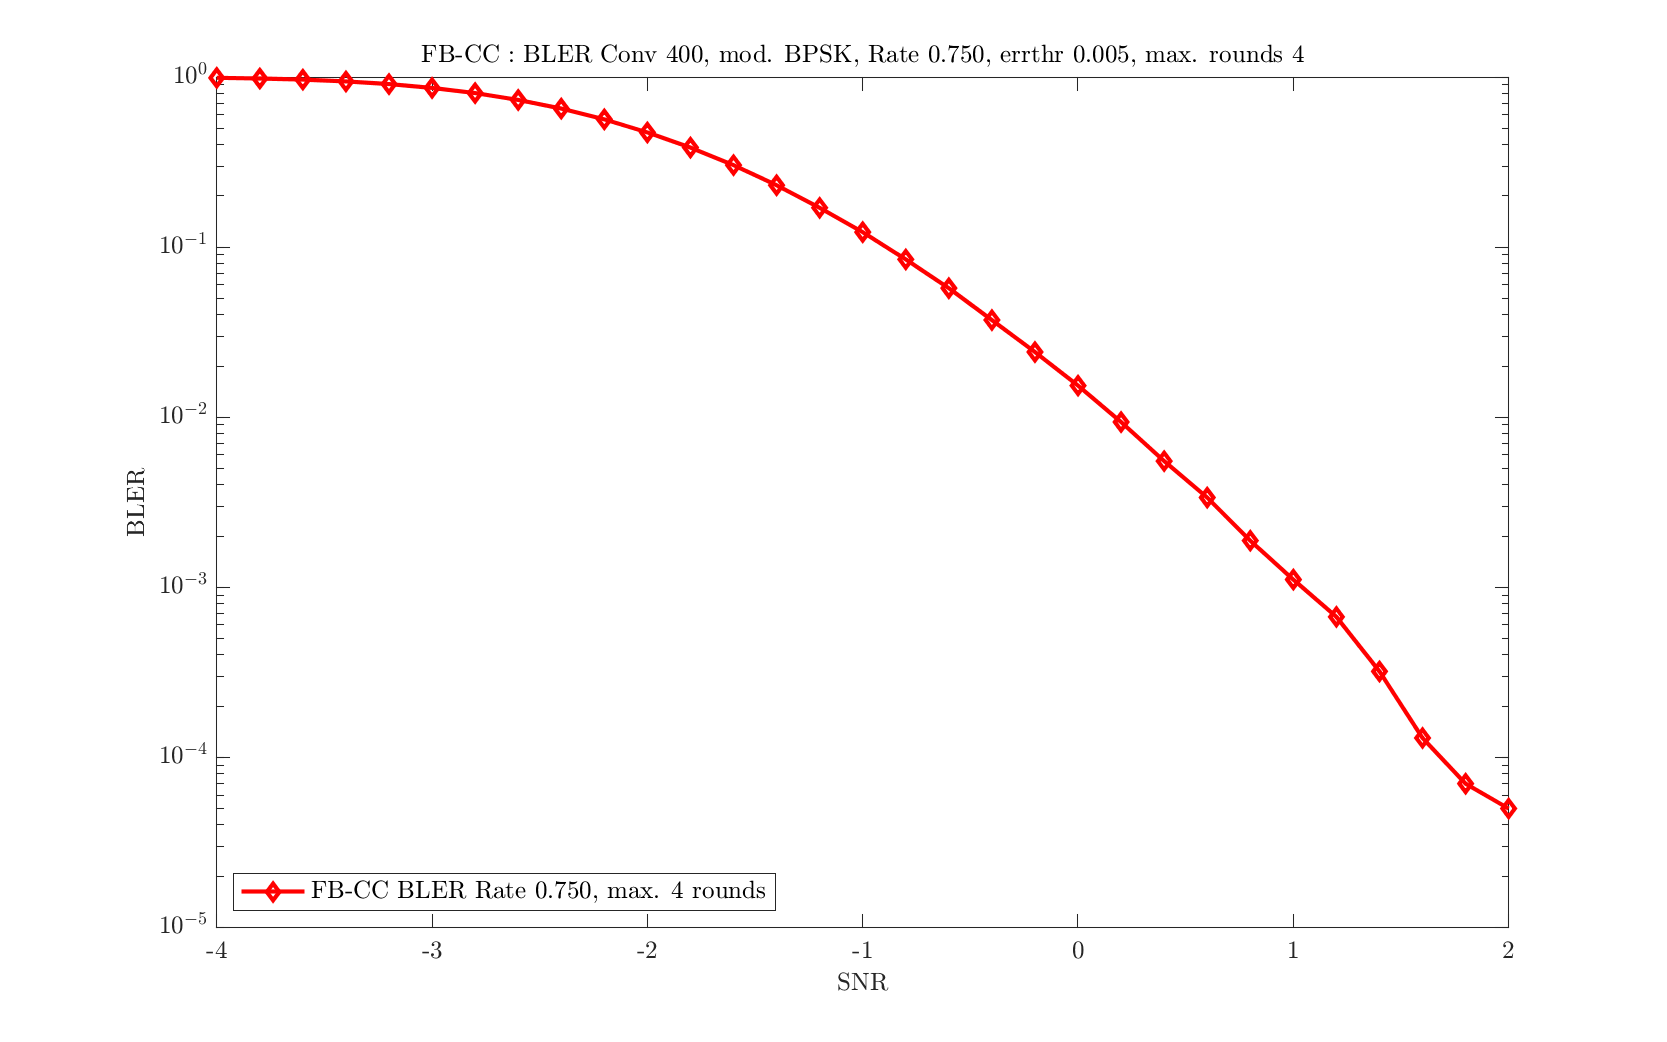 FB-CC : BLER Conv 400, mod. BPSK, Rate 0.750, errthr 0.005, max. rounds 4
10⁰
10⁻¹
10⁻²
10⁻³
10⁻⁴
10⁻⁵
BLER
FB-CC BLER Rate 0.750, max. 4 rounds
-4 -3 -2 -1 0 1 2
SNR